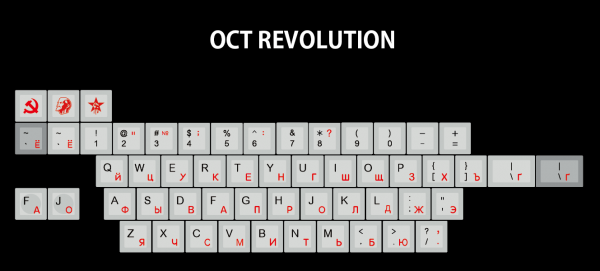 OCT REVOLUTION
~ ` Ё ~ ` Ё ! 1 @ " 2 # № 3 $ ; 4 % 5 ^ : 6 & 7 * ? 8 ( 9 ) 0 _ - + =
Q Й W Ц E У R К T Е Y Н U Г I Ш O Щ P З { [ Х } ] Ъ | \ Г | \ Г
F А J О A Ф S Ы D В F А G П H Р J О K Л L Д : ; Ж " ' Э
Z Я X Ч C С V М B И N Т M Ь < , Б > . Ю ? , / .